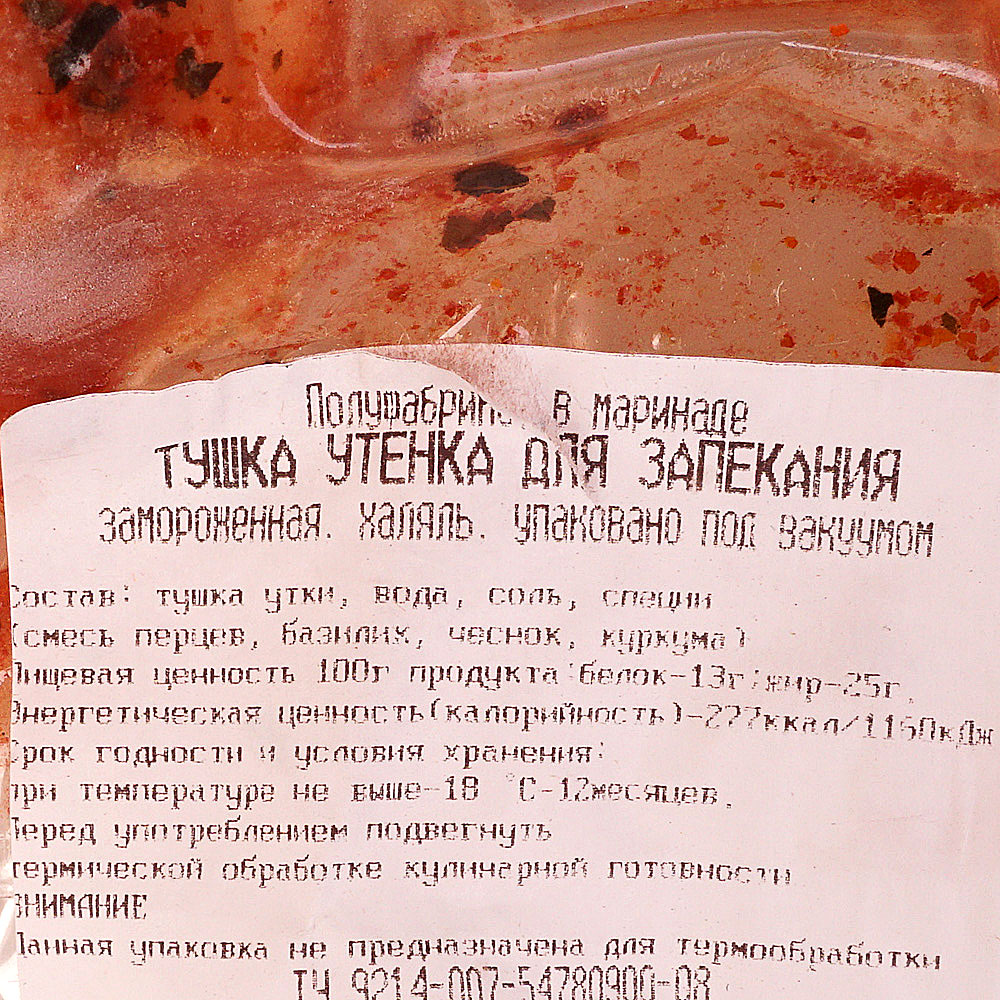 Полуфабрикат в маринаде
ТУШКА УТЕНКА ДЛЯ ЗАПЕКАНИЯ
замороженная. халяль. упаковано под вакуумом
Состав: тушка утки, вода, соль, специи
(смесь перцев, базилик, чеснок, куркума)
Пищевая ценность 100г продукта:белок-13г;жир-25г.
Энергетическая ценность(калорийность)-277ккал/1160кДж
Срок годности и условия хранения:
при температуре не выше-18 °С-12месяцев.
Перед употреблением подвегнуть
термической обработке кулинарной готовности
ВНИМАНИЕ
Данная упаковка не предназначена для термообработки
ТУ 9214-007-54780900-08